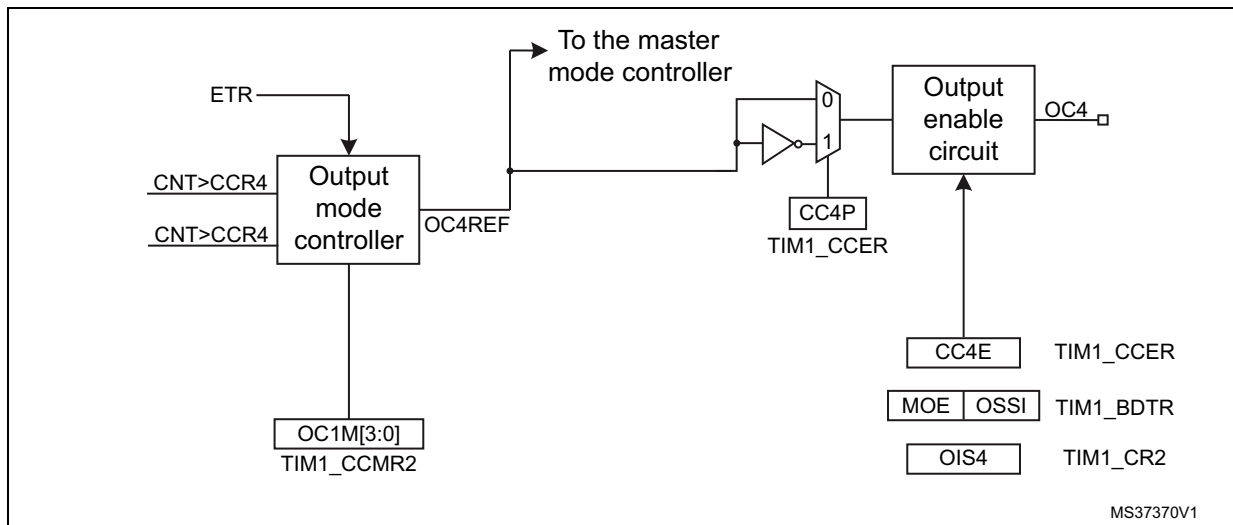 To the master
mode controller
ETR
0
1
Output
enable
circuit
OC4
CNT>CCR4
CNT>CCR4
Output
mode
controller
OC4REF
CC4P
TIM1_CCER
CC4E
TIM1_CCER
MOE OSSI
TIM1_BDTR
OC1M[3:0]
TIM1_CCMR2
OIS4
TIM1_CR2
MS37370V1